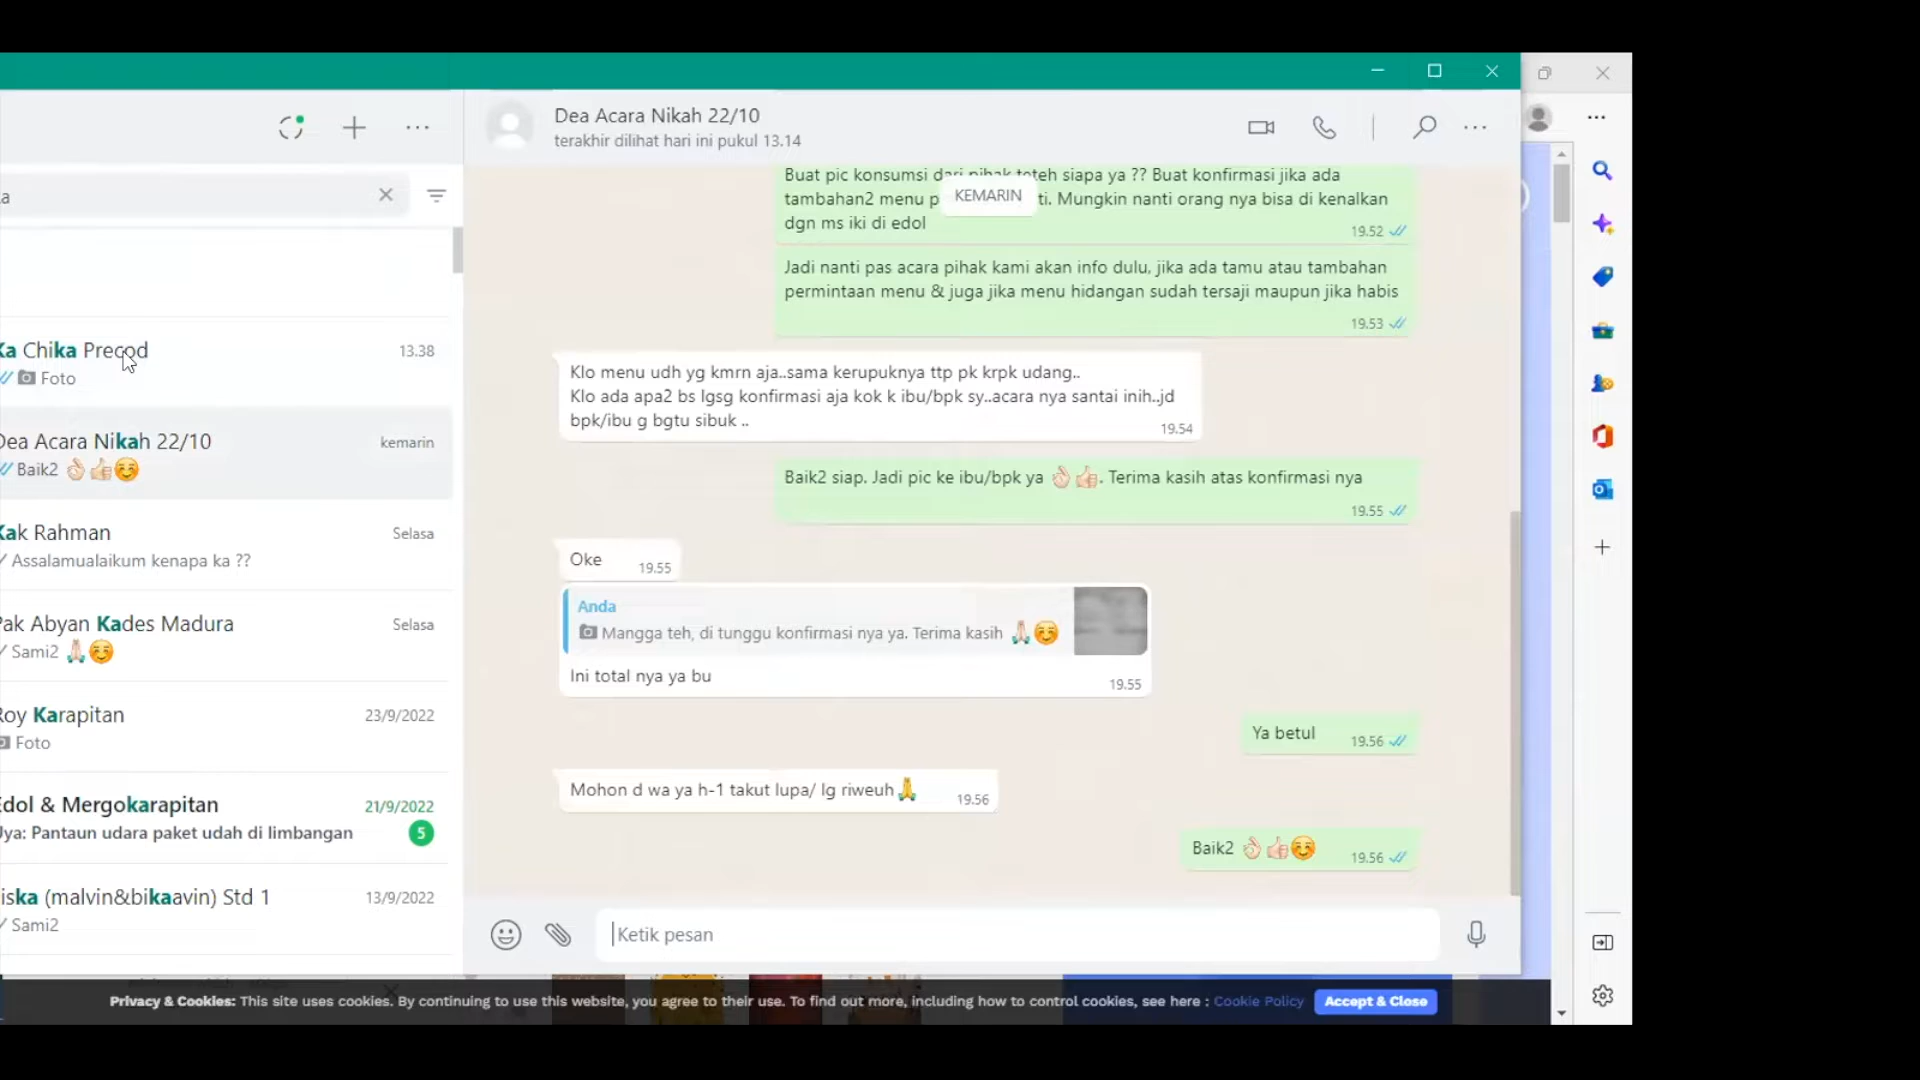 Dea Acara Nikah 22/10
terakhir dilihat hari ini pukul 13.14
a
Ka Chika Precod
13.38
Foto
Dea Acara Nikah 22/10
kemarin
Baik2 👌🏻👍🏻☺️
Kak Rahman
Selasa
Assalamualaikum kenapa ka ??
Pak Abyan Kades Madura
Selasa
Sami2 🙏🏻☺️
Roy Karapitan
23/9/2022
Foto
Edol & Mergokarapitan
21/9/2022
Uya: Pantaun udara paket udah di limbangan
5
iska (malvin&bikaavin) Std 1
13/9/2022
Sami2
KEMARIN
Buat pic konsumsi dari pihak teteh siapa ya ?? Buat konfirmasi jika ada
tambahan2 menu p ti. Mungkin nanti orang nya bisa di kenalkan
dgn ms iki di edol
19.52
Jadi nanti pas acara pihak kami akan info dulu, jika ada tamu atau tambahan
permintaan menu & juga jika menu hidangan sudah tersaji maupun jika habis
19.53
Klo menu udh yg kmrn aja..sama kerupuknya ttp pk krpk udang..
Klo ada apa2 bs lgsg konfirmasi aja kok k ibu/bpk sy..acara nya santai inih..jd
bpk/ibu g bgtu sibuk ..
19.54
Baik2 siap. Jadi pic ke ibu/bpk ya 👌🏻👍🏻. Terima kasih atas konfirmasi nya
19.55
Oke
19.55
Anda
Mangga teh, di tunggu konfirmasi nya ya. Terima kasih 🙏🏻☺️
Ini total nya ya bu
19.55
Ya betul
19.56
Mohon d wa ya h-1 takut lupa/ lg riweuh🙏
19.56
Baik2 👌🏻👍🏻☺️
19.56
Ketik pesan
Privacy & Cookies: This site uses cookies. By continuing to use this website, you agree to their use. To find out more, including how to control cookies, see here : Cookie Policy
Accept & Close